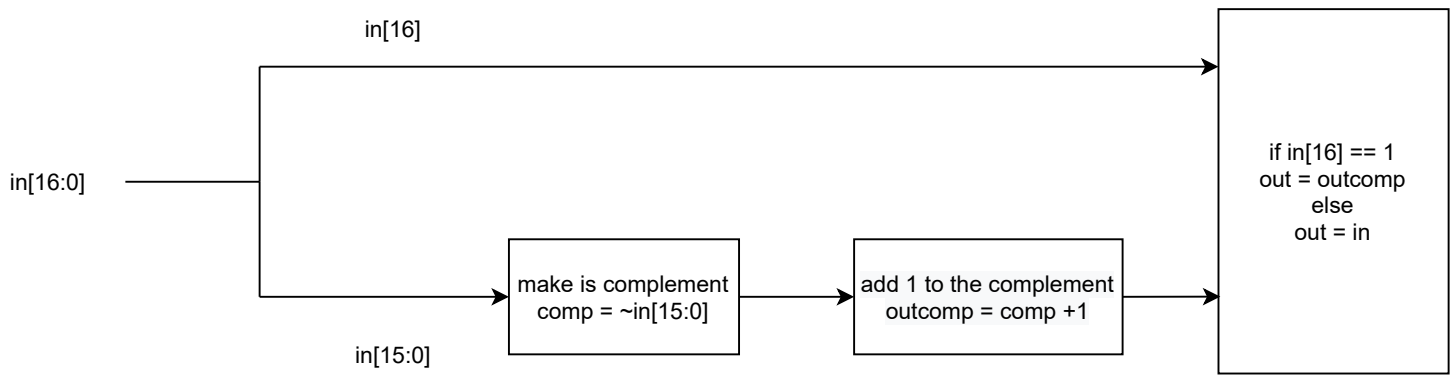 in[16]
in[16:0]
if in[16] == 1
out = outcomp
else
out = in
make is complement
comp = ~in[15:0]
add 1 to the complement
outcomp = comp +1
in[15:0]